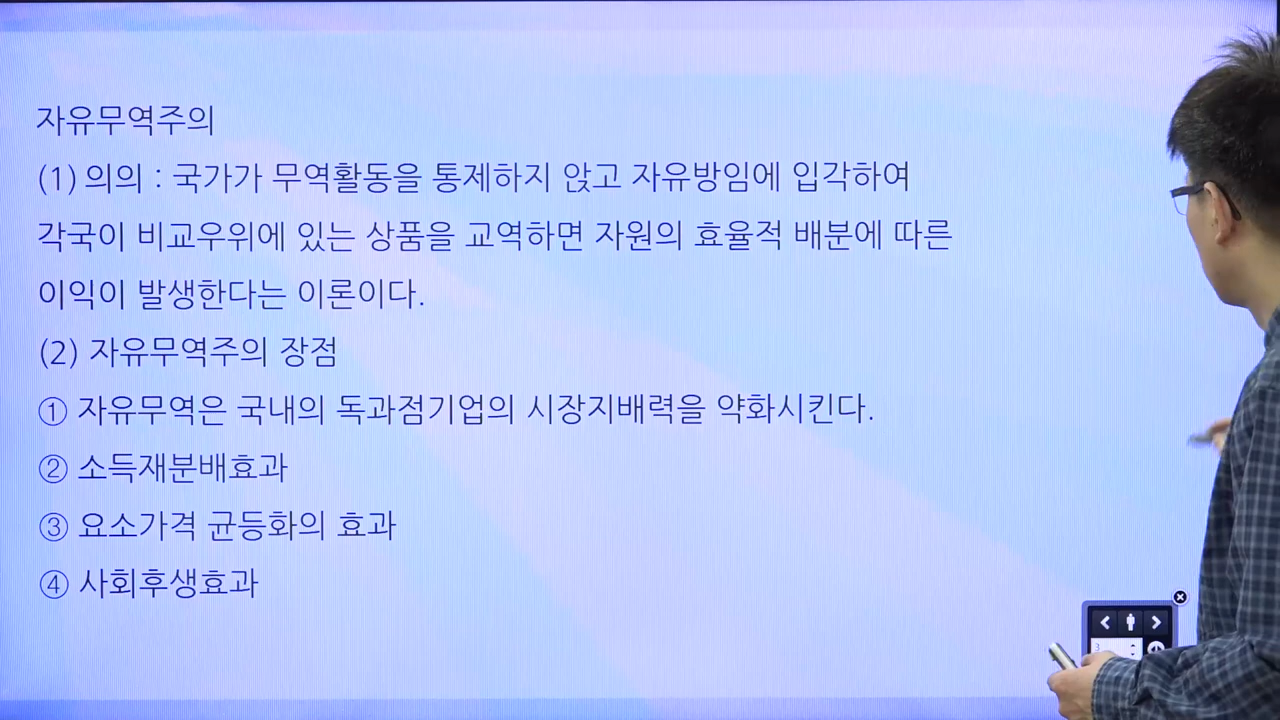 자유무역주의
(1) 의의 : 국가가 무역활동을 통제하지 않고 자유방임에 입각하여
각국이 비교우위에 있는 상품을 교역하면 자원의 효율적 배분에 따른
이익이 발생한다는 이론이다.
(2) 자유무역주의 장점
① 자유무역은 국내의 독과점기업의 시장지배력을 약화시킨다.
② 소득재분배효과
③ 요소가격 균등화의 효과
④ 사회후생효과
3